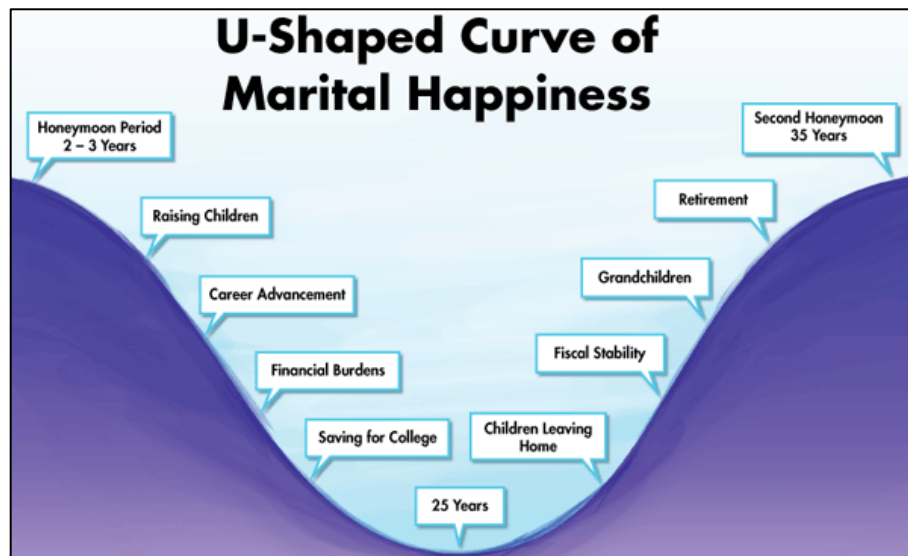 U-Shaped Curve of
Marital Happiness
Honeymoon Period
2 – 3 Years
Raising Children
Career Advancement
Financial Burdens
Saving for College
25 Years
Children Leaving
Home
Fiscal Stability
Grandchildren
Retirement
Second Honeymoon
35 Years